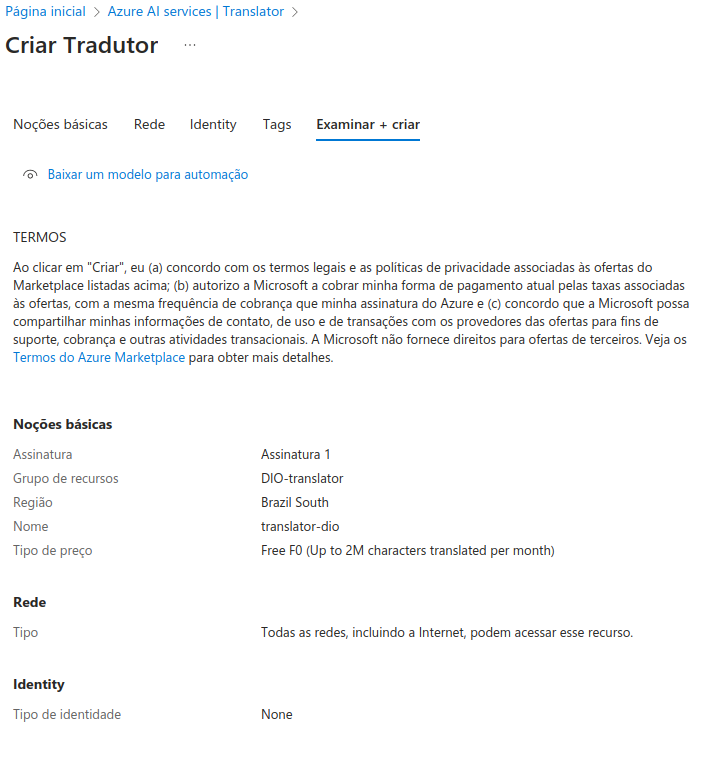 Página inicial > Azure AI services | Translator >
Criar Tradutor ...
Noções básicas Rede Identity Tags Examinar + criar
Baixar um modelo para automação
TERMOS
Ao clicar em "Criar", eu (a) concordo com os termos legais e as políticas de privacidade associadas às ofertas do
Marketplace listadas acima; (b) autorizo a Microsoft a cobrar minha forma de pagamento atual pelas taxas associadas
às ofertas, com a mesma frequência de cobrança que minha assinatura do Azure e (c) concordo que a Microsoft possa
compartilhar minhas informações de contato, de uso e de transações com os provedores das ofertas para fins de
suporte, cobrança e outras atividades transacionais. A Microsoft não fornece direitos para ofertas de terceiros. Veja os
Termos do Azure Marketplace para obter mais detalhes.
Noções básicas
Assinatura Assinatura 1
Grupo de recursos DIO-translator
Região Brazil South
Nome translator-dio
Tipo de preço Free F0 (Up to 2M characters translated per month)
Rede
Tipo Todas as redes, incluindo a Internet, podem acessar esse recurso.
Identity
Tipo de identidade None